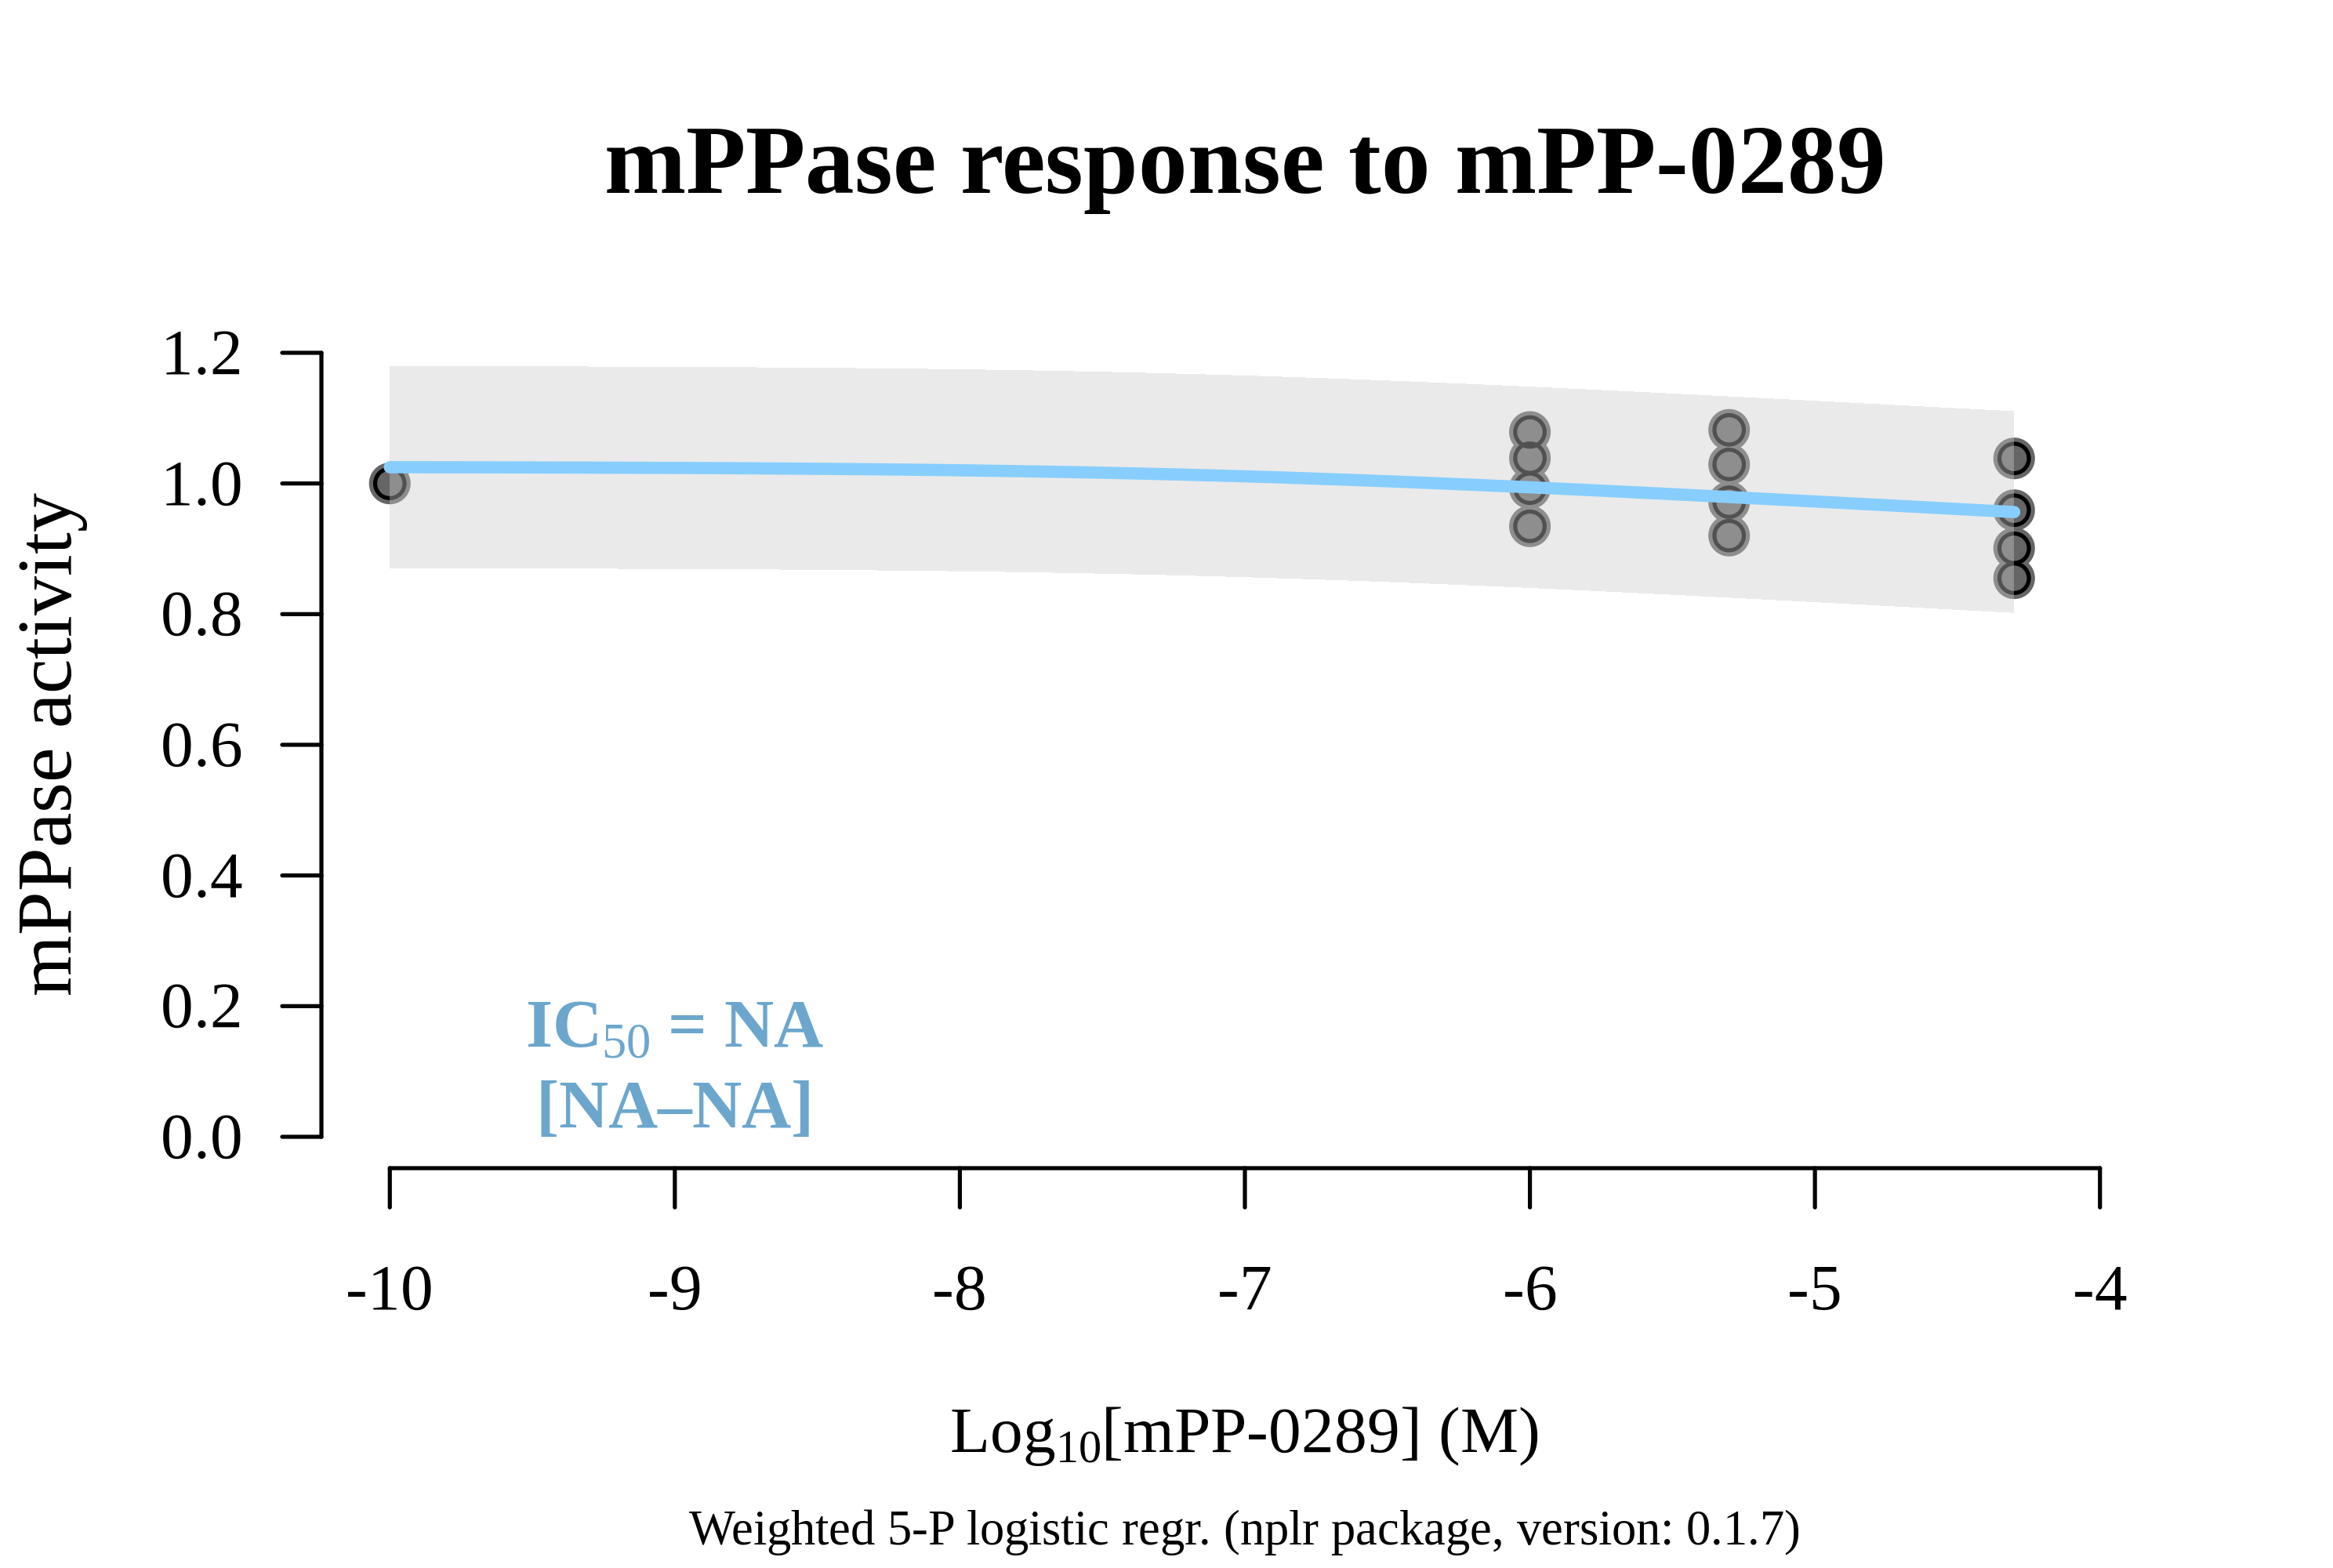 mPPase response to mPP-0289
mPPase activity
1.2
1.0
0.8
0.6
0.4
0.2
0.0
IC50 = NA
[NA–NA]
-10 -9 -8 -7 -6 -5 -4
Log10[mPP-0289] (M)
Weighted 5-P logistic regr. (nplr package, version: 0.1.7)